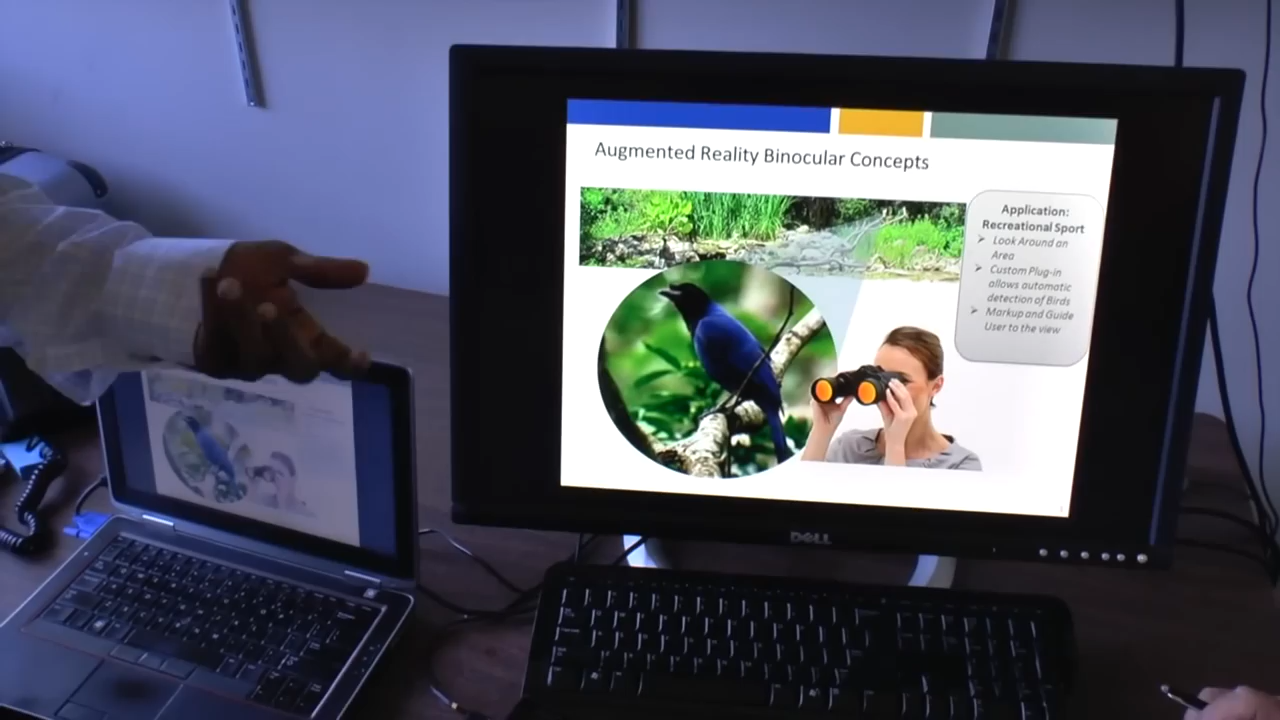 Augmented Reality Binocular Concepts
Application:
Recreational Sport
➤ Look Around an
Area
➤ Custom Plug-in
allows automatic
detection of Birds
➤ Markup and Guide
User to the view
DELL